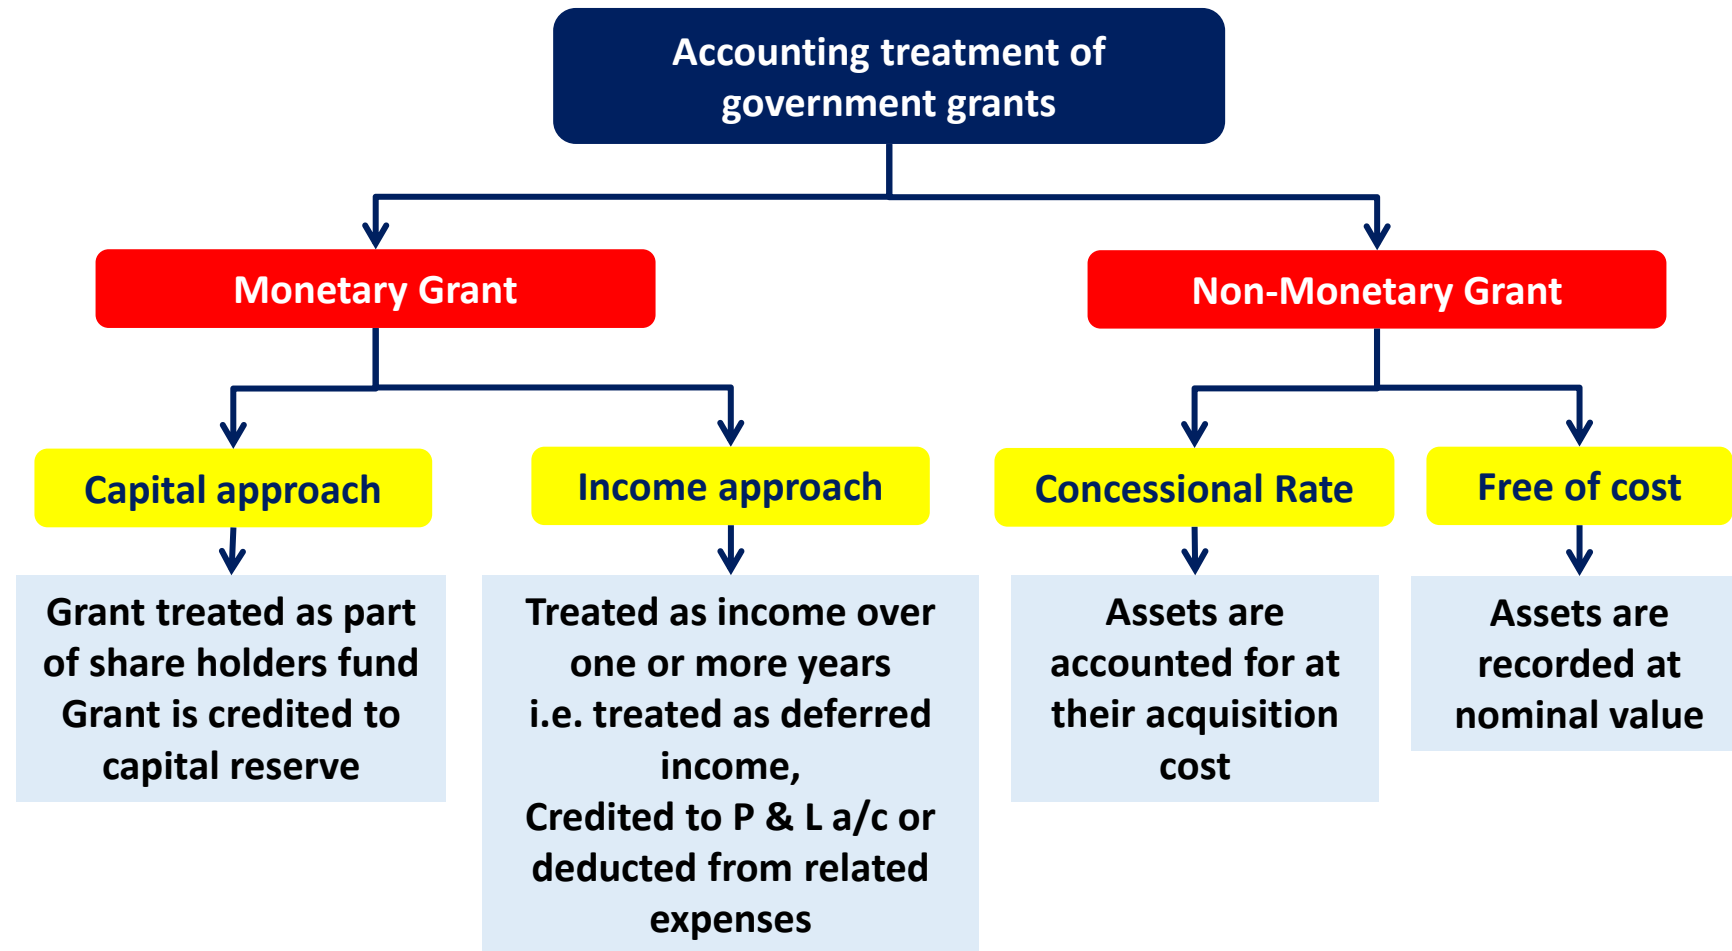 Accounting treatment of
government grants
Monetary Grant
Non-Monetary Grant
Capital approach
Income approach
Concessional Rate
Free of cost
Grant treated as part
of share holders fund
Grant is credited to
capital reserve
Treated as income over
one or more years
i.e. treated as deferred
income,
Credited to P & L a/c or
deducted from related
expenses
Assets are
accounted for at
their acquisition
cost
Assets are
recorded at
nominal value